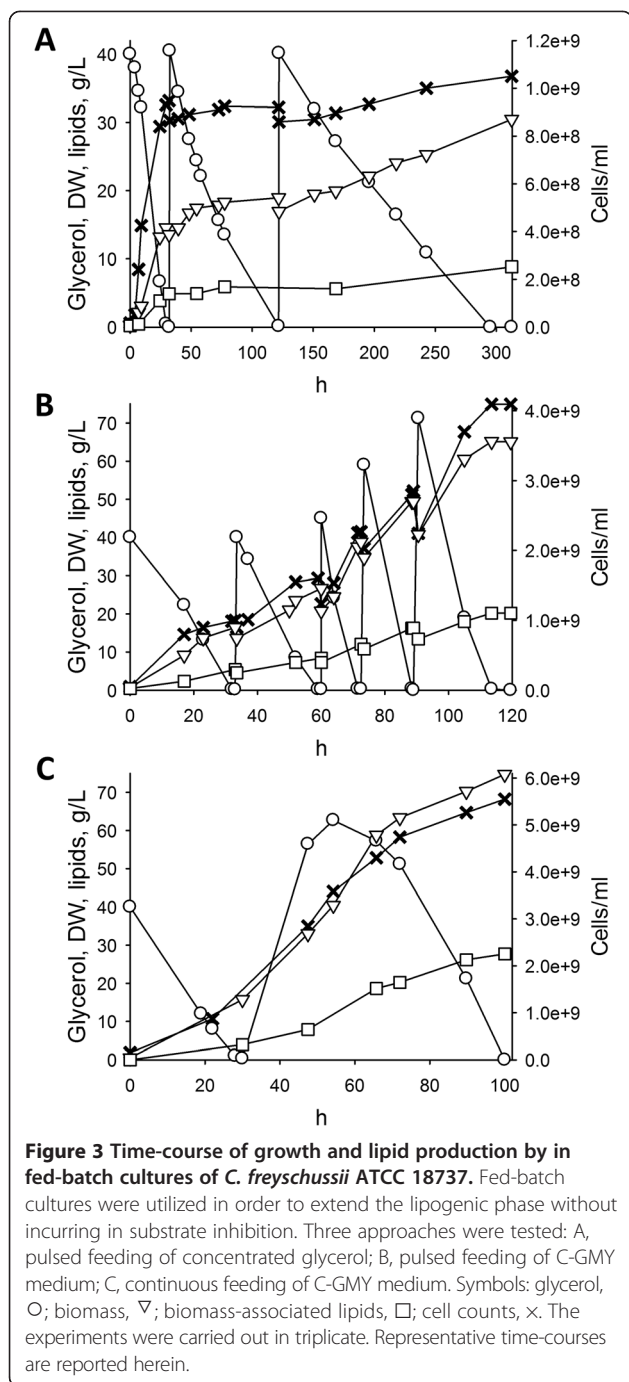 A
40
30
20
10
0
Glycerol, DW, lipids, g/L
1.2e+9
1.0e+9
8.0e+8
6.0e+8
4.0e+8
2.0e+8
0.0
Cells/ml
0 50 100 150 200 250 300
h
B
70
60
50
40
30
20
10
0
Glycerol, DW, lipids, g/L
4.0e+9
3.0e+9
2.0e+9
1.0e+9
0.0
Cells/ml
0 20 40 60 80 100 120
h
C
70
60
50
40
30
20
10
0
Glycerol, DW, lipids, g/L
6.0e+9
5.0e+9
4.0e+9
3.0e+9
2.0e+9
1.0e+9
0.0
Cells/ml
0 20 40 60 80 100
h
Figure 3 Time-course of growth and lipid production by in
fed-batch cultures of C. freyschussii ATCC 18737. Fed-batch
cultures were utilized in order to extend the lipogenic phase without
incurring in substrate inhibition. Three approaches were tested: A,
pulsed feeding of concentrated glycerol; B, pulsed feeding of C-GMY
medium; C, continuous feeding of C-GMY medium. Symbols: glycerol,
○; biomass, ▽; biomass-associated lipids, □; cell counts, ×. The
experiments were carried out in triplicate. Representative time-courses
are reported herein.